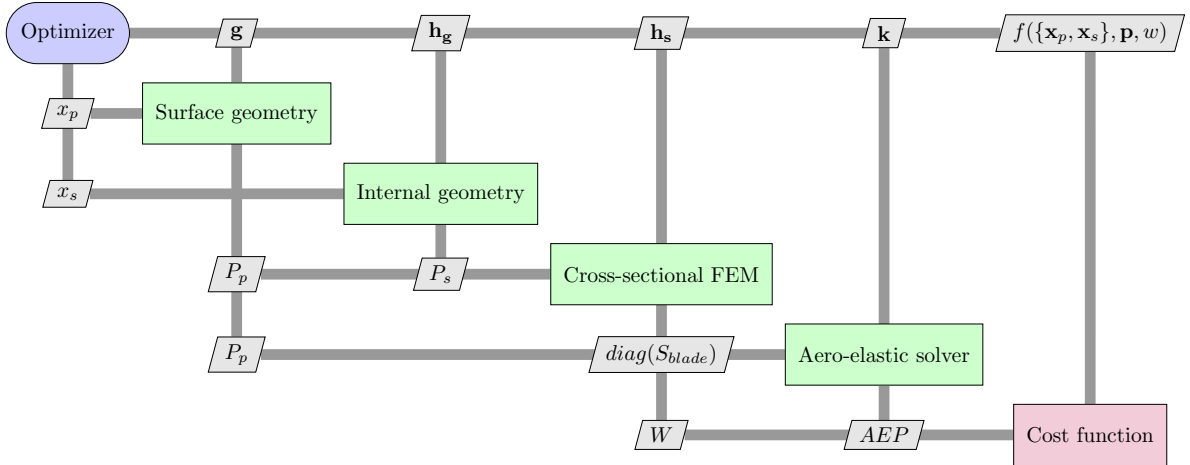 Optimizer g h_g h_s k f({x_p, x_s}, p, w)
x_p Surface geometry
x_s Internal geometry
P_p P_s Cross-sectional FEM
P_p diag(S_blade) Aero-elastic solver
W AEP Cost function